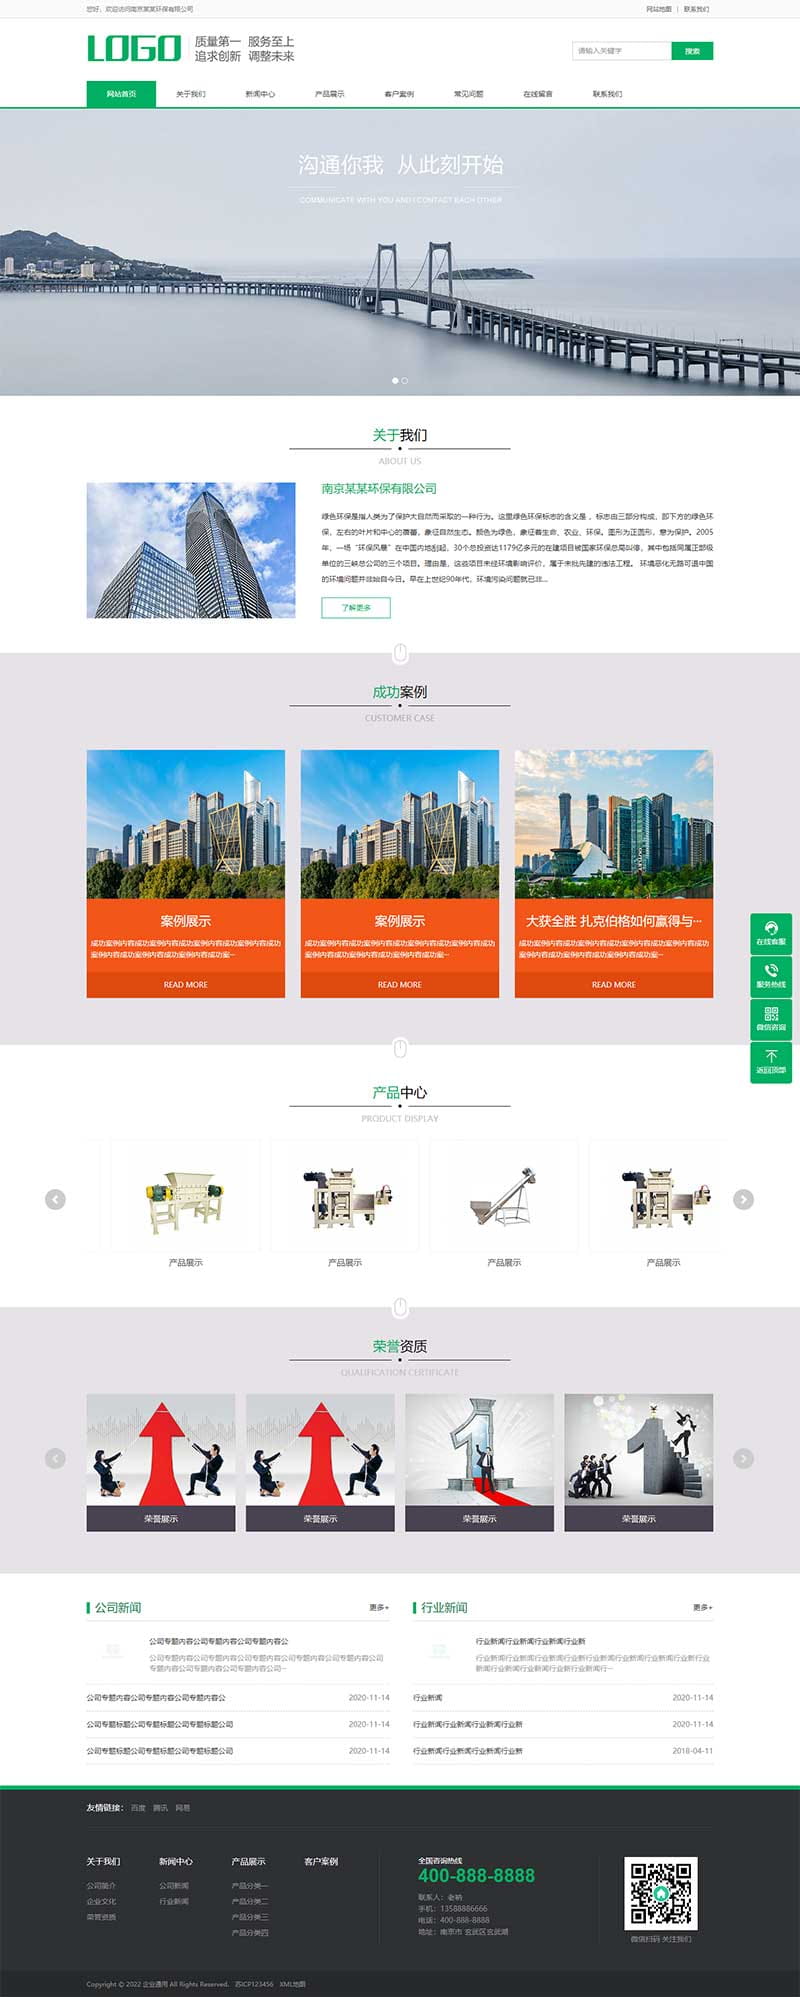 您好，欢迎访问南京某某环保有限公司
网站地图 | 联系我们
LOGO
质量第一 服务至上
追求创新 调整未来
请输入关键字
搜索
网站首页 关于我们 新闻中心 产品展示 客户案例 常见问题 在线留言 联系我们
沟通你我 从此刻开始
COMMUNICATE WITH YOU AND I CONTACT EACH OTHER
关于我们
ABOUT US
南京某某环保有限公司
绿色环保是指人类为了保护大自然而采取的一种行为。这里绿色环保标志的含义是，标志由三部分构成，即下方的绿色环
保，左右的叶片和中心的蓓蕾，象征自然生态。颜色为绿色，象征着生命、农业、环保。图形为正圆形，意为保护。2005
年，一场“环保风暴”在中国内地刮起，30个总投资达1179亿多元的在建项目被国家环保总局叫停，其中包括同属正部级
单位的三峡总公司的三个项目。理由是，这些项目未经环境影响评价，属于未批先建的违法工程。 环境恶化无路可退中国
的环境问题并非始自今日。早在上世纪90年代，环境污染问题就已非...
了解更多
成功案例
CUSTOMER CASE
案例展示
成功案例内容成功案例内容成功案例内容成功案例内容成功
案例内容成功案例内容成功案例内容成功案···
READ MORE
案例展示
成功案例内容成功案例内容成功案例内容成功案例内容成功
案例内容成功案例内容成功案例内容成功案···
READ MORE
大获全胜 扎克伯格如何赢得与···
成功案例内容成功案例内容成功案例内容成功案例内容成功
案例内容成功案例内容成功案例内容成功案···
READ MORE
在线客服
服务热线
微信咨询
返回顶部
产品中心
PRODUCT DISPLAY
产品展示
产品展示
产品展示
产品展示
荣誉资质
QUALIFICATION CERTIFICATE
荣誉展示
荣誉展示
荣誉展示
荣誉展示
公司新闻
更多+
公司专题内容公司专题内容公司专题内容公
公司专题内容公司专题内容公司专题内容公司专题内容公司专题内容公司
专题内容公司专题内容公司专题内容公司···
公司专题内容公司专题内容公司专题内容公 2020-11-14
公司专题标题公司专题标题公司专题标题公司 2020-11-14
公司专题标题公司专题标题公司专题标题公司 2020-11-14
行业新闻
更多+
行业新闻行业新闻行业新闻行业新
行业新闻行业新闻行业新闻行业新闻行业新闻行业新闻行业新闻行业新闻行业
新闻行业新闻行业新闻行业新闻行业新闻行···
行业新闻 2020-11-14
行业新闻行业新闻行业新闻行业新 2020-11-14
行业新闻行业新闻行业新闻行业新 2018-04-11
友情链接： 百度 腾讯 网易
关于我们
公司简介
企业文化
荣誉资质
新闻中心
公司新闻
行业新闻
产品展示
产品分类一
产品分类二
产品分类三
产品分类四
客户案例
全国咨询热线
400-888-8888
联系人：老衲
手机：13588886666
电话：400-888-8888
地址：南京市 玄武区玄武湖
微信扫码 关注我们
Copyright © 2022 企业通用 All Rights Reserved. 苏ICP123456 XML地图